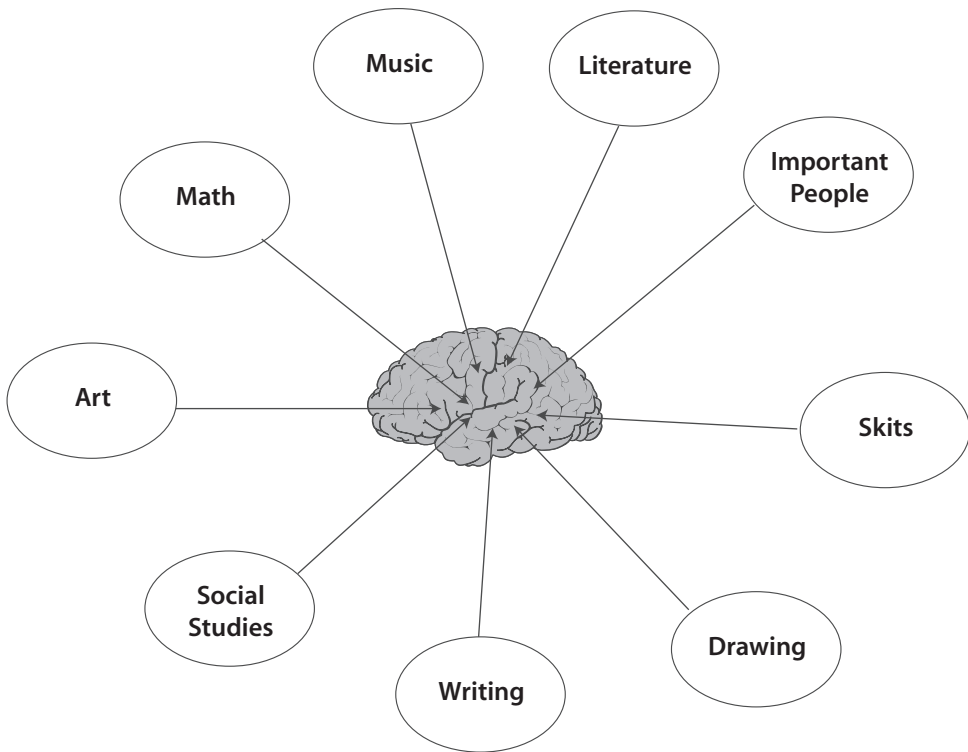 Music
Literature
Important
People
Math
Art
Skits
Social
Studies
Drawing
Writing